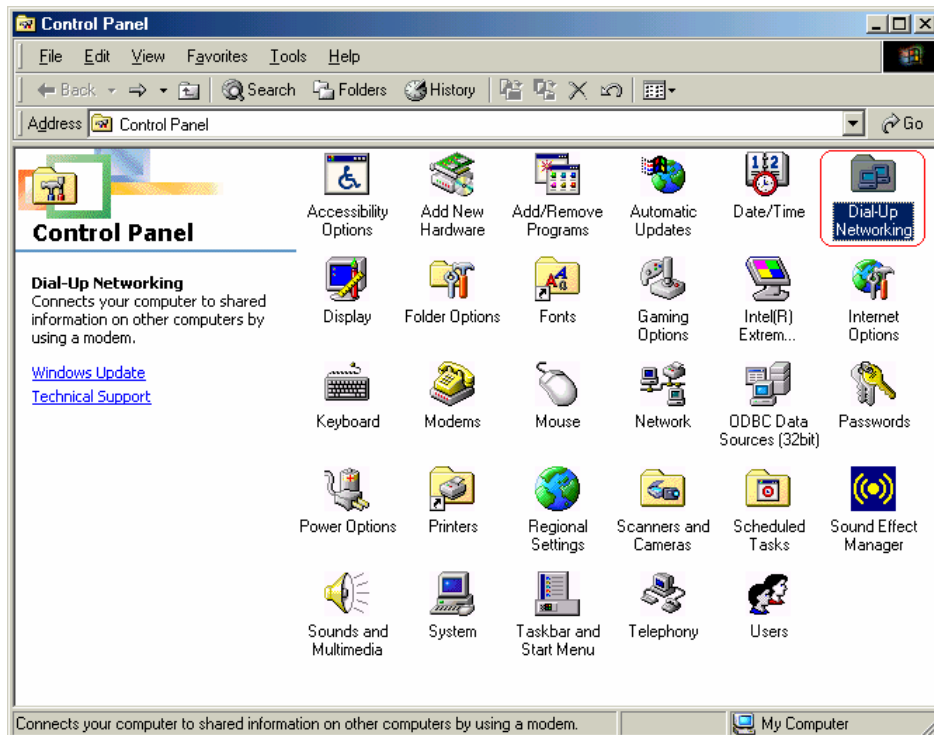 Control Panel
File Edit View Favorites Tools Help
Back Search Folders History
Address Control Panel Go
Control Panel
Dial-Up Networking
Connects your computer to shared
information on other computers by
using a modem.
Windows Update
Technical Support
Accessibility
Options
Add New
Hardware
Add/Remove
Programs
Automatic
Updates
Date/Time
Dial-Up
Networking
Display
Folder Options
Fonts
Gaming
Options
Intel(R)
Extrem...
Internet
Options
Keyboard
Modems
Mouse
Network
ODBC Data
Sources (32bit)
Passwords
Power Options
Printers
Regional
Settings
Scanners and
Cameras
Scheduled
Tasks
Sound Effect
Manager
Sounds and
Multimedia
System
Taskbar and
Start Menu
Telephony
Users
Connects your computer to shared information on other computers by using a modem.
My Computer